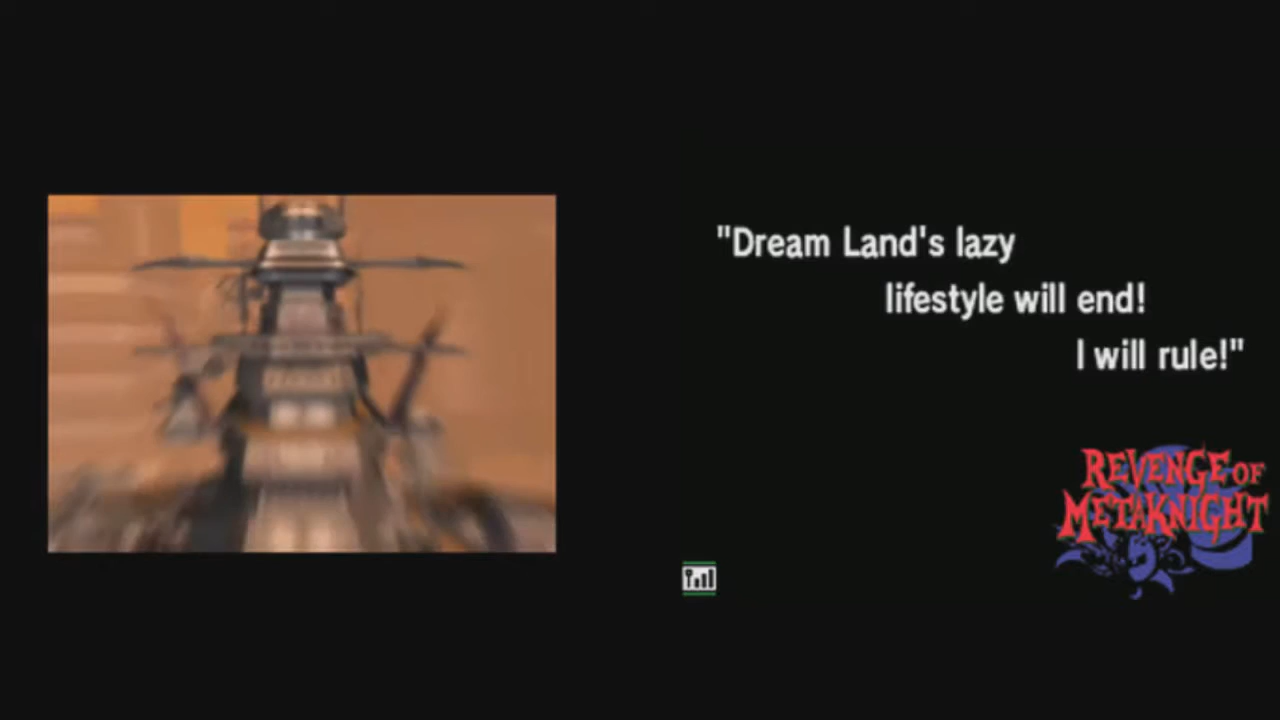 "Dream Land's lazy
lifestyle will end!
I will rule!"
REVENGE OF
METAKNIGHT